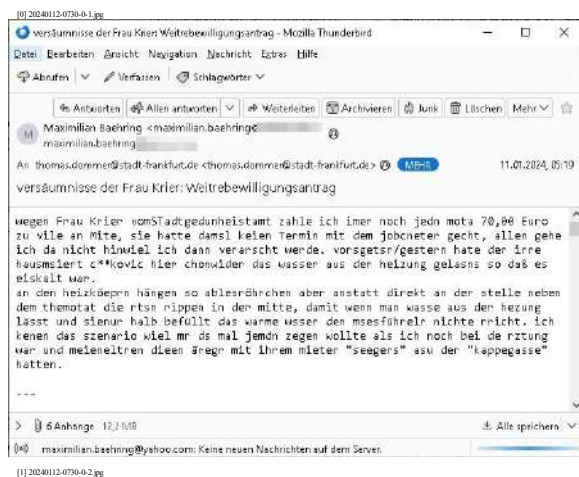 [0] 20240112-0730-0-1.jpg
versäumnisse der Frau Krier: Weitrebewilligungsantrag - Mozilla Thunderbird
Datei Bearbeiten Ansicht Navigation Nachricht Extras Hilfe
Abrufen Verfassen Schlagwörter
Antworten Allen antworten Weiterleiten Archivieren Junk Löschen Mehr
M Maximilian Baehring <maximilian.baehring@
maximilian.baehring
An thomas.dommer@stadt-frankfurt.de <thomas.dommer@stadt-frankfurt.de> MEHR 11.01.2024, 05:19
versäumnisse der Frau Krier: Weitrebewilligungsantrag
wegen Frau Krier vomSTadtgedunheistamt zahle ich imer noch jedn mota 70,00 Euro
zu vile an Mite, sie hatte damsl keien Termin mit dem jobcneter gecht, allen gehe
ich da nicht hinwiel ich dann verarscht werde. vorsgetsr/gestern hate der irre
hausmsiert c**kovic hier chonwider das wasser aus der heizung gelasns so daß es
eiskalt war.
an den heizköeprn hängen so ablesröhrchen aber anstatt direkt an der stelle neben
dem themotat die rtsn rippen in der mitte, damit wenn man wasse aus der hezung
lässt und sienur halb befüllt das warme wsser den msesführelr nichte rricht. ich
kenen das szenario wiel mr ds mal jemdn zegen wollte als ich noch bei de rztung
war und meieneltren dieen äregr mit ihrem mieter "seegers" asu der "kappegasse"
hatten.
---
6 Anhänge 12,2 MB Alle speichern
maximilian.baehring@yahoo.com: Keine neuen Nachrichten auf dem Server.
[1] 20240112-0730-0-2.jpg